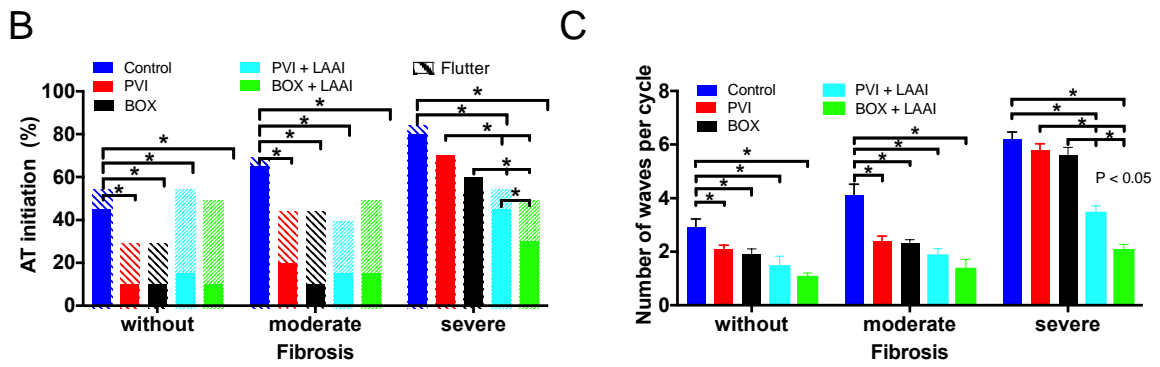 B
Control
PVI
BOX
PVI + LAAI
BOX + LAAI
Flutter
AT initiation (%)
100
80
60
40
20
0
* * * *
* * * *
* * * * *
without moderate severe
Fibrosis
C
Control
PVI
BOX
PVI + LAAI
BOX + LAAI
Number of waves per cycle
8
6
4
2
0
* * * *
* * * *
* * * *
P < 0.05
without moderate severe
Fibrosis